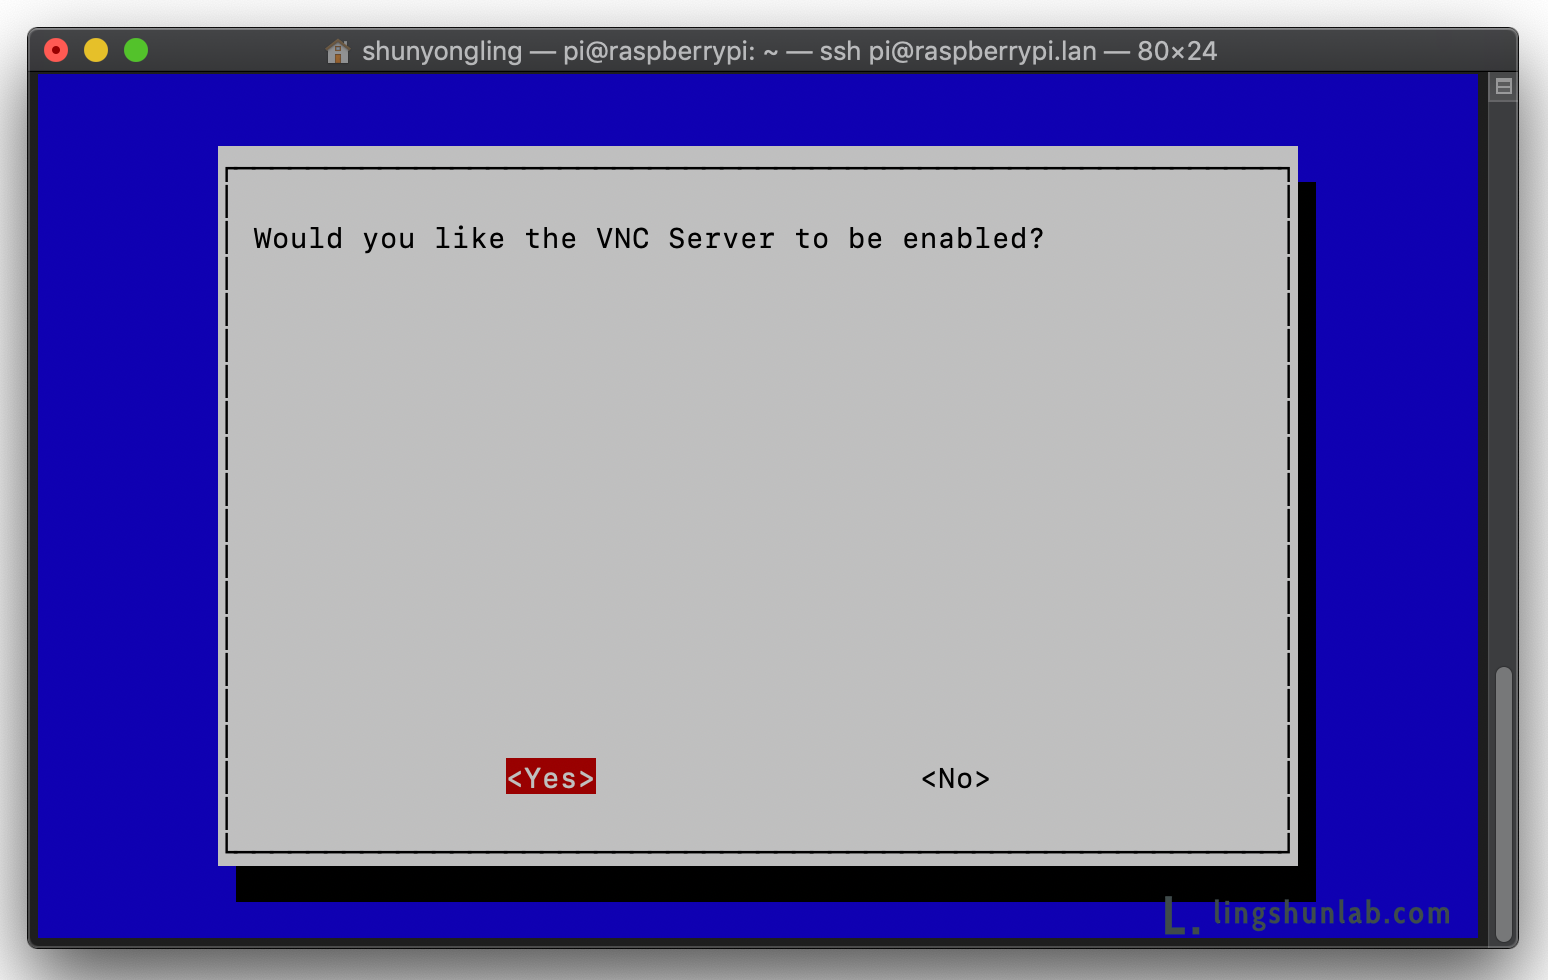 shunyongling — pi@raspberrypi: ~ — ssh pi@raspberrypi.lan — 80×24
Would you like the VNC Server to be enabled?
<Yes> <No>
L. lingshunlab.com